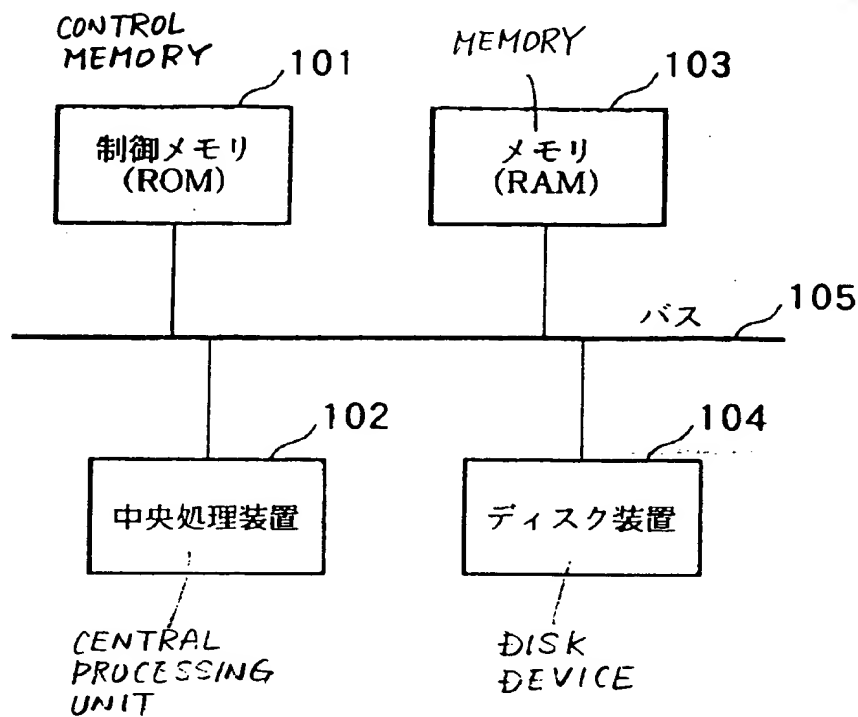 CONTROL
MEMORY
101
制御メモリ
(ROM)
MEMORY
103
メモリ
(RAM)
バス
105
102
中央処理装置
104
ディスク装置
CENTRAL
PROCESSING
UNIT
DISK
DEVICE